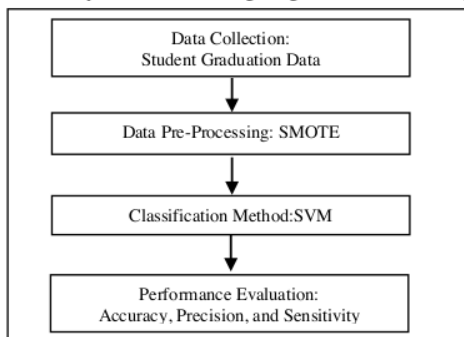 Data Collection:
Student Graduation Data
Data Pre-Processing: SMOTE
Classification Method:SVM
Performance Evaluation:
Accuracy, Precision, and Sensitivity